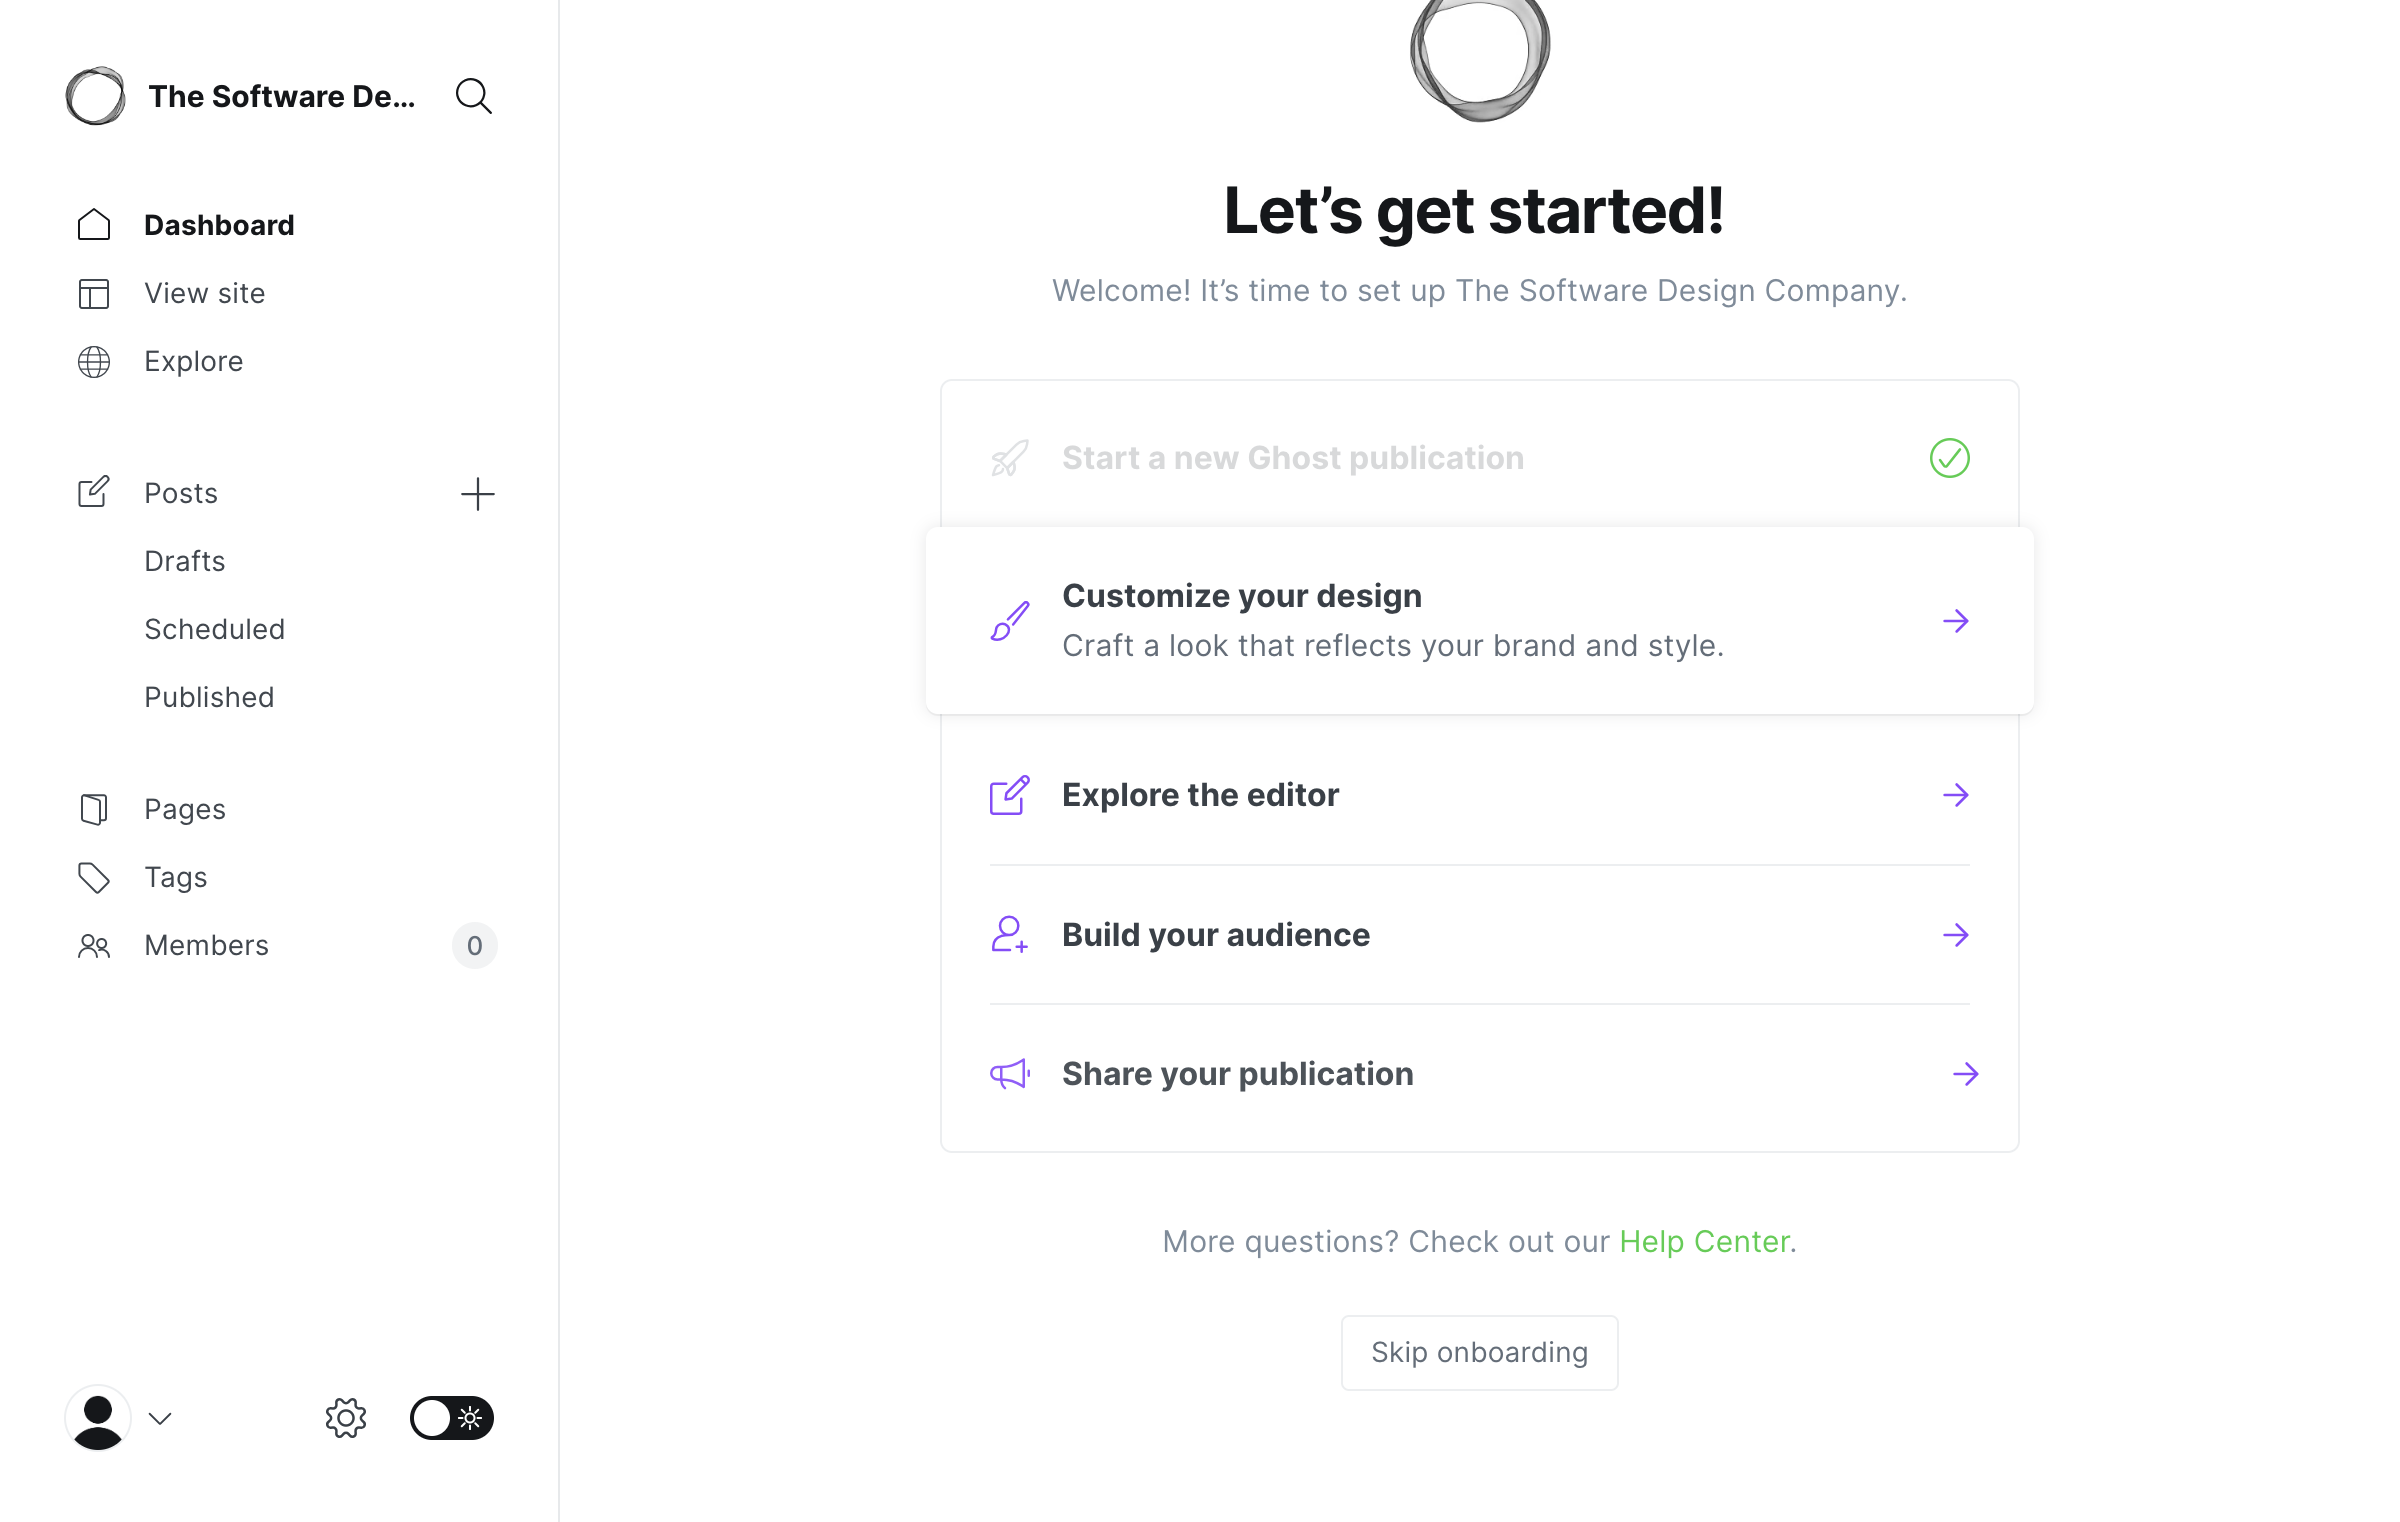 The Software De...
Dashboard
View site
Explore
Posts
Drafts
Scheduled
Published
Pages
Tags
Members
0
Let’s get started!
Welcome! It’s time to set up The Software Design Company.
Start a new Ghost publication
Customize your design
Craft a look that reflects your brand and style.
Explore the editor
Build your audience
Share your publication
More questions? Check out our Help Center.
Skip onboarding